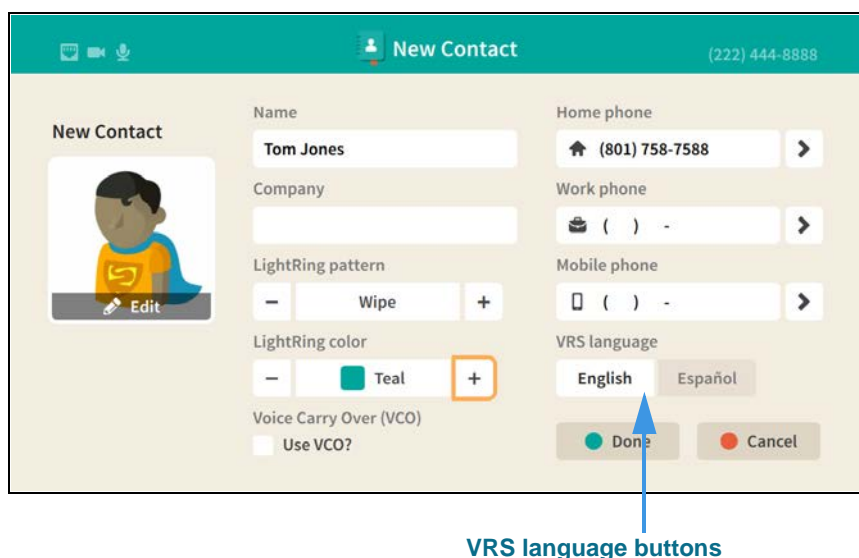 New Contact
(222) 444-8888
New Contact
Edit
Name
Tom Jones
Company
LightRing pattern
− Wipe +
LightRing color
− Teal +
Voice Carry Over (VCO)
Use VCO?
Home phone
(801) 758-7588
Work phone
( ) -
Mobile phone
( ) -
VRS language
English Español
Done Cancel
VRS language buttons